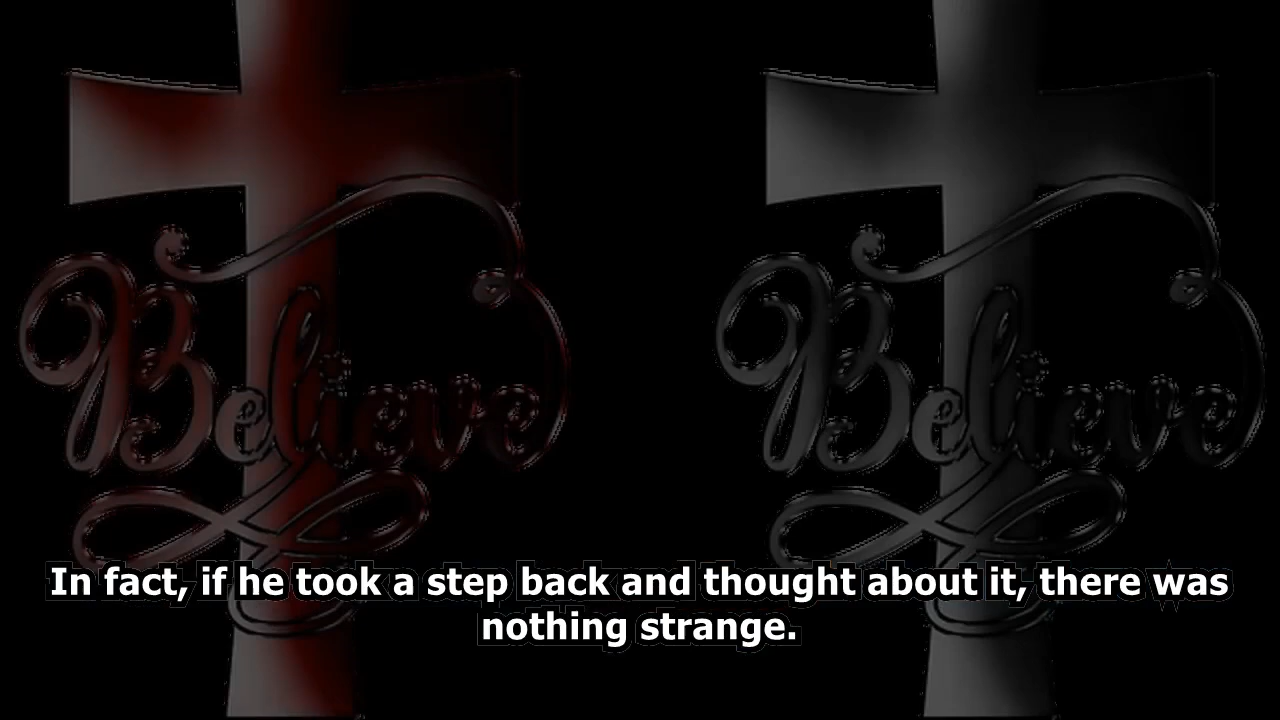 Believe
Believe
In fact, if he took a step back and thought about it, there was
nothing strange.